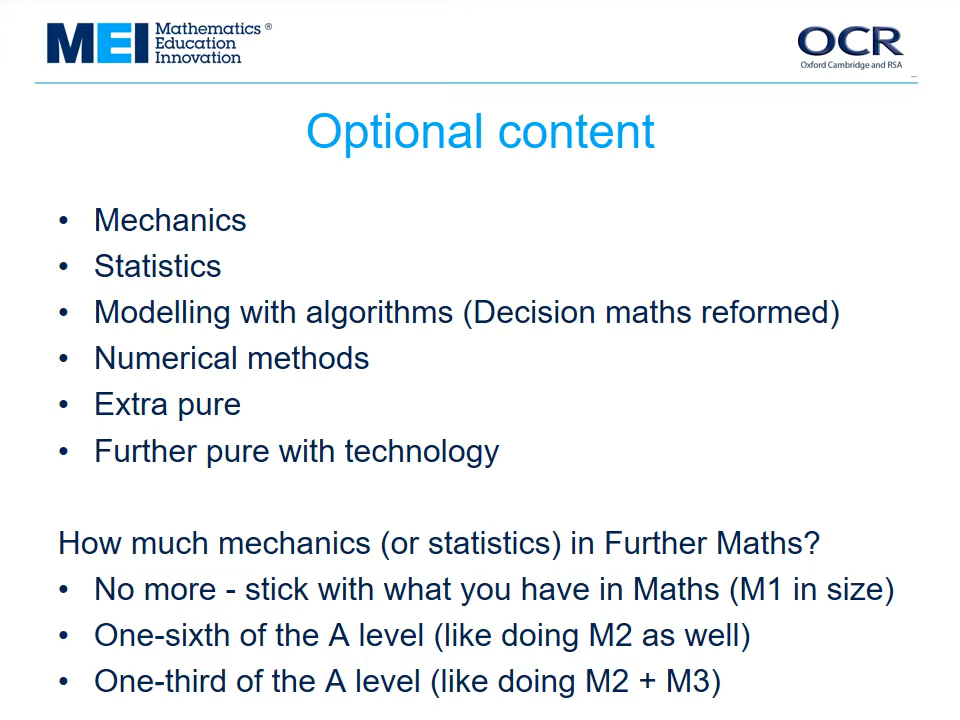 MEI Mathematics ®
Education
Innovation
OCR
Oxford Cambridge and RSA
Optional content
• Mechanics
• Statistics
• Modelling with algorithms (Decision maths reformed)
• Numerical methods
• Extra pure
• Further pure with technology
How much mechanics (or statistics) in Further Maths?
• No more - stick with what you have in Maths (M1 in size)
• One-sixth of the A level (like doing M2 as well)
• One-third of the A level (like doing M2 + M3)